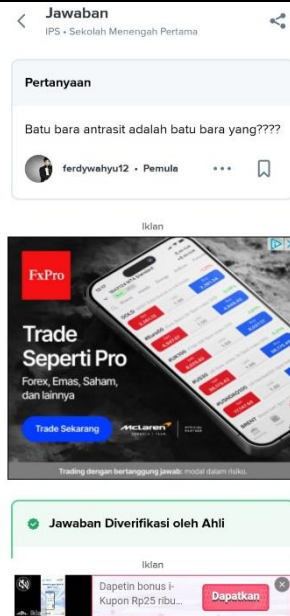 Jawaban
IPS • Sekolah Menengah Pertama
Pertanyaan
Batu bara antrasit adalah batu bara yang????
ferdywahyu12 • Pemula
Iklan
FxPro
Trade
Seperti Pro
Forex, Emas, Saham,
dan lainnya
Trade Sekarang
McLaren
Trading dengan bertanggung jawab: modal dalam risiko.
Jawaban Diverifikasi oleh Ahli
Iklan
Dapetin bonus i-
Kupon Rp25 ribu...
Dapatkan